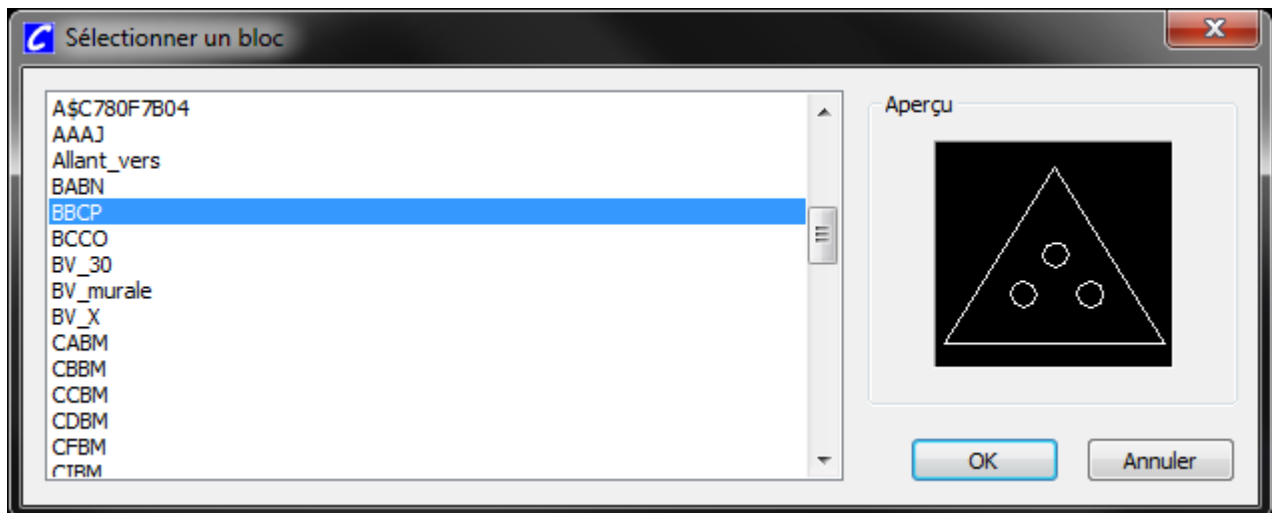 Sélectionner un bloc
A$C780F7B04
AAAJ
Allant_vers
BABN
BBCP
BCCO
BV_30
BV_murale
BV_X
CABM
CBBM
CCBM
CDBM
CFBM
CIBM
Aperçu
OK
Annuler